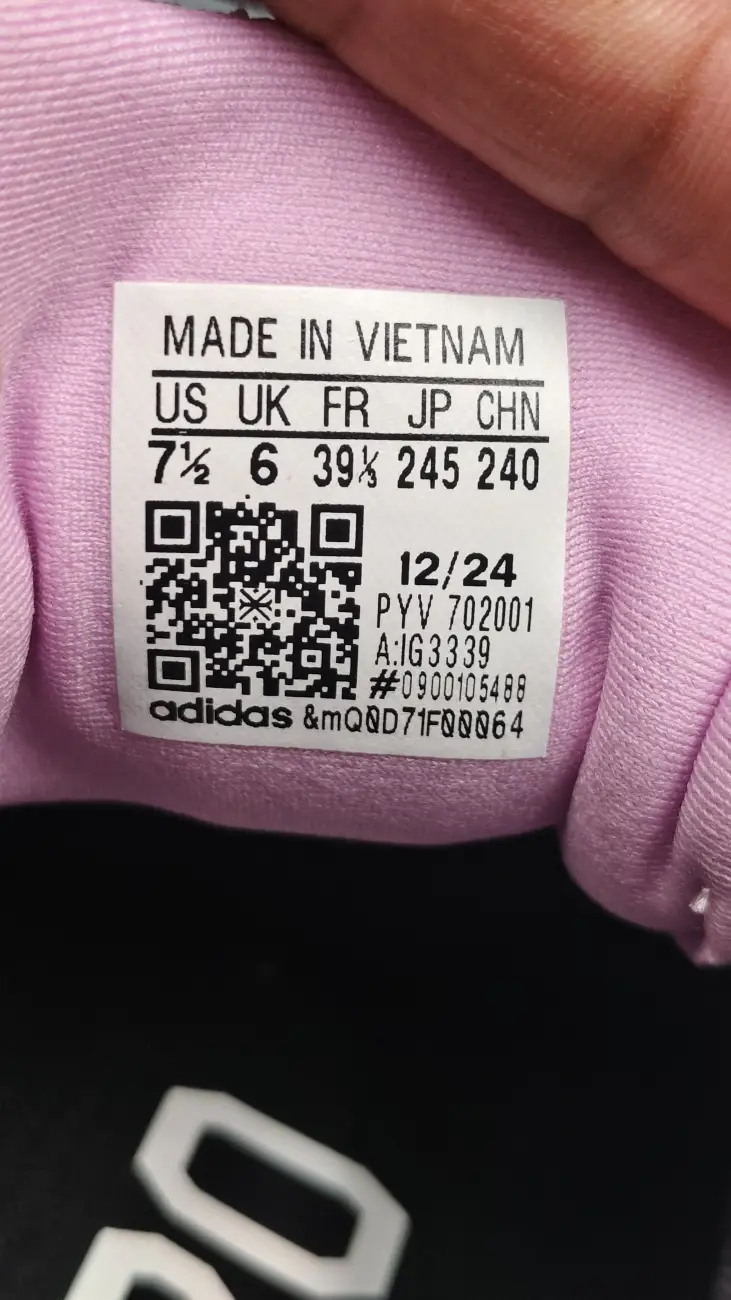 MADE IN VIETNAM
US UK FR JP CHN
7½ 6 39⅓ 245 240
12/24
PYV 702001
A:IG3339
#0900105488
adidas &mQ0D71F00064